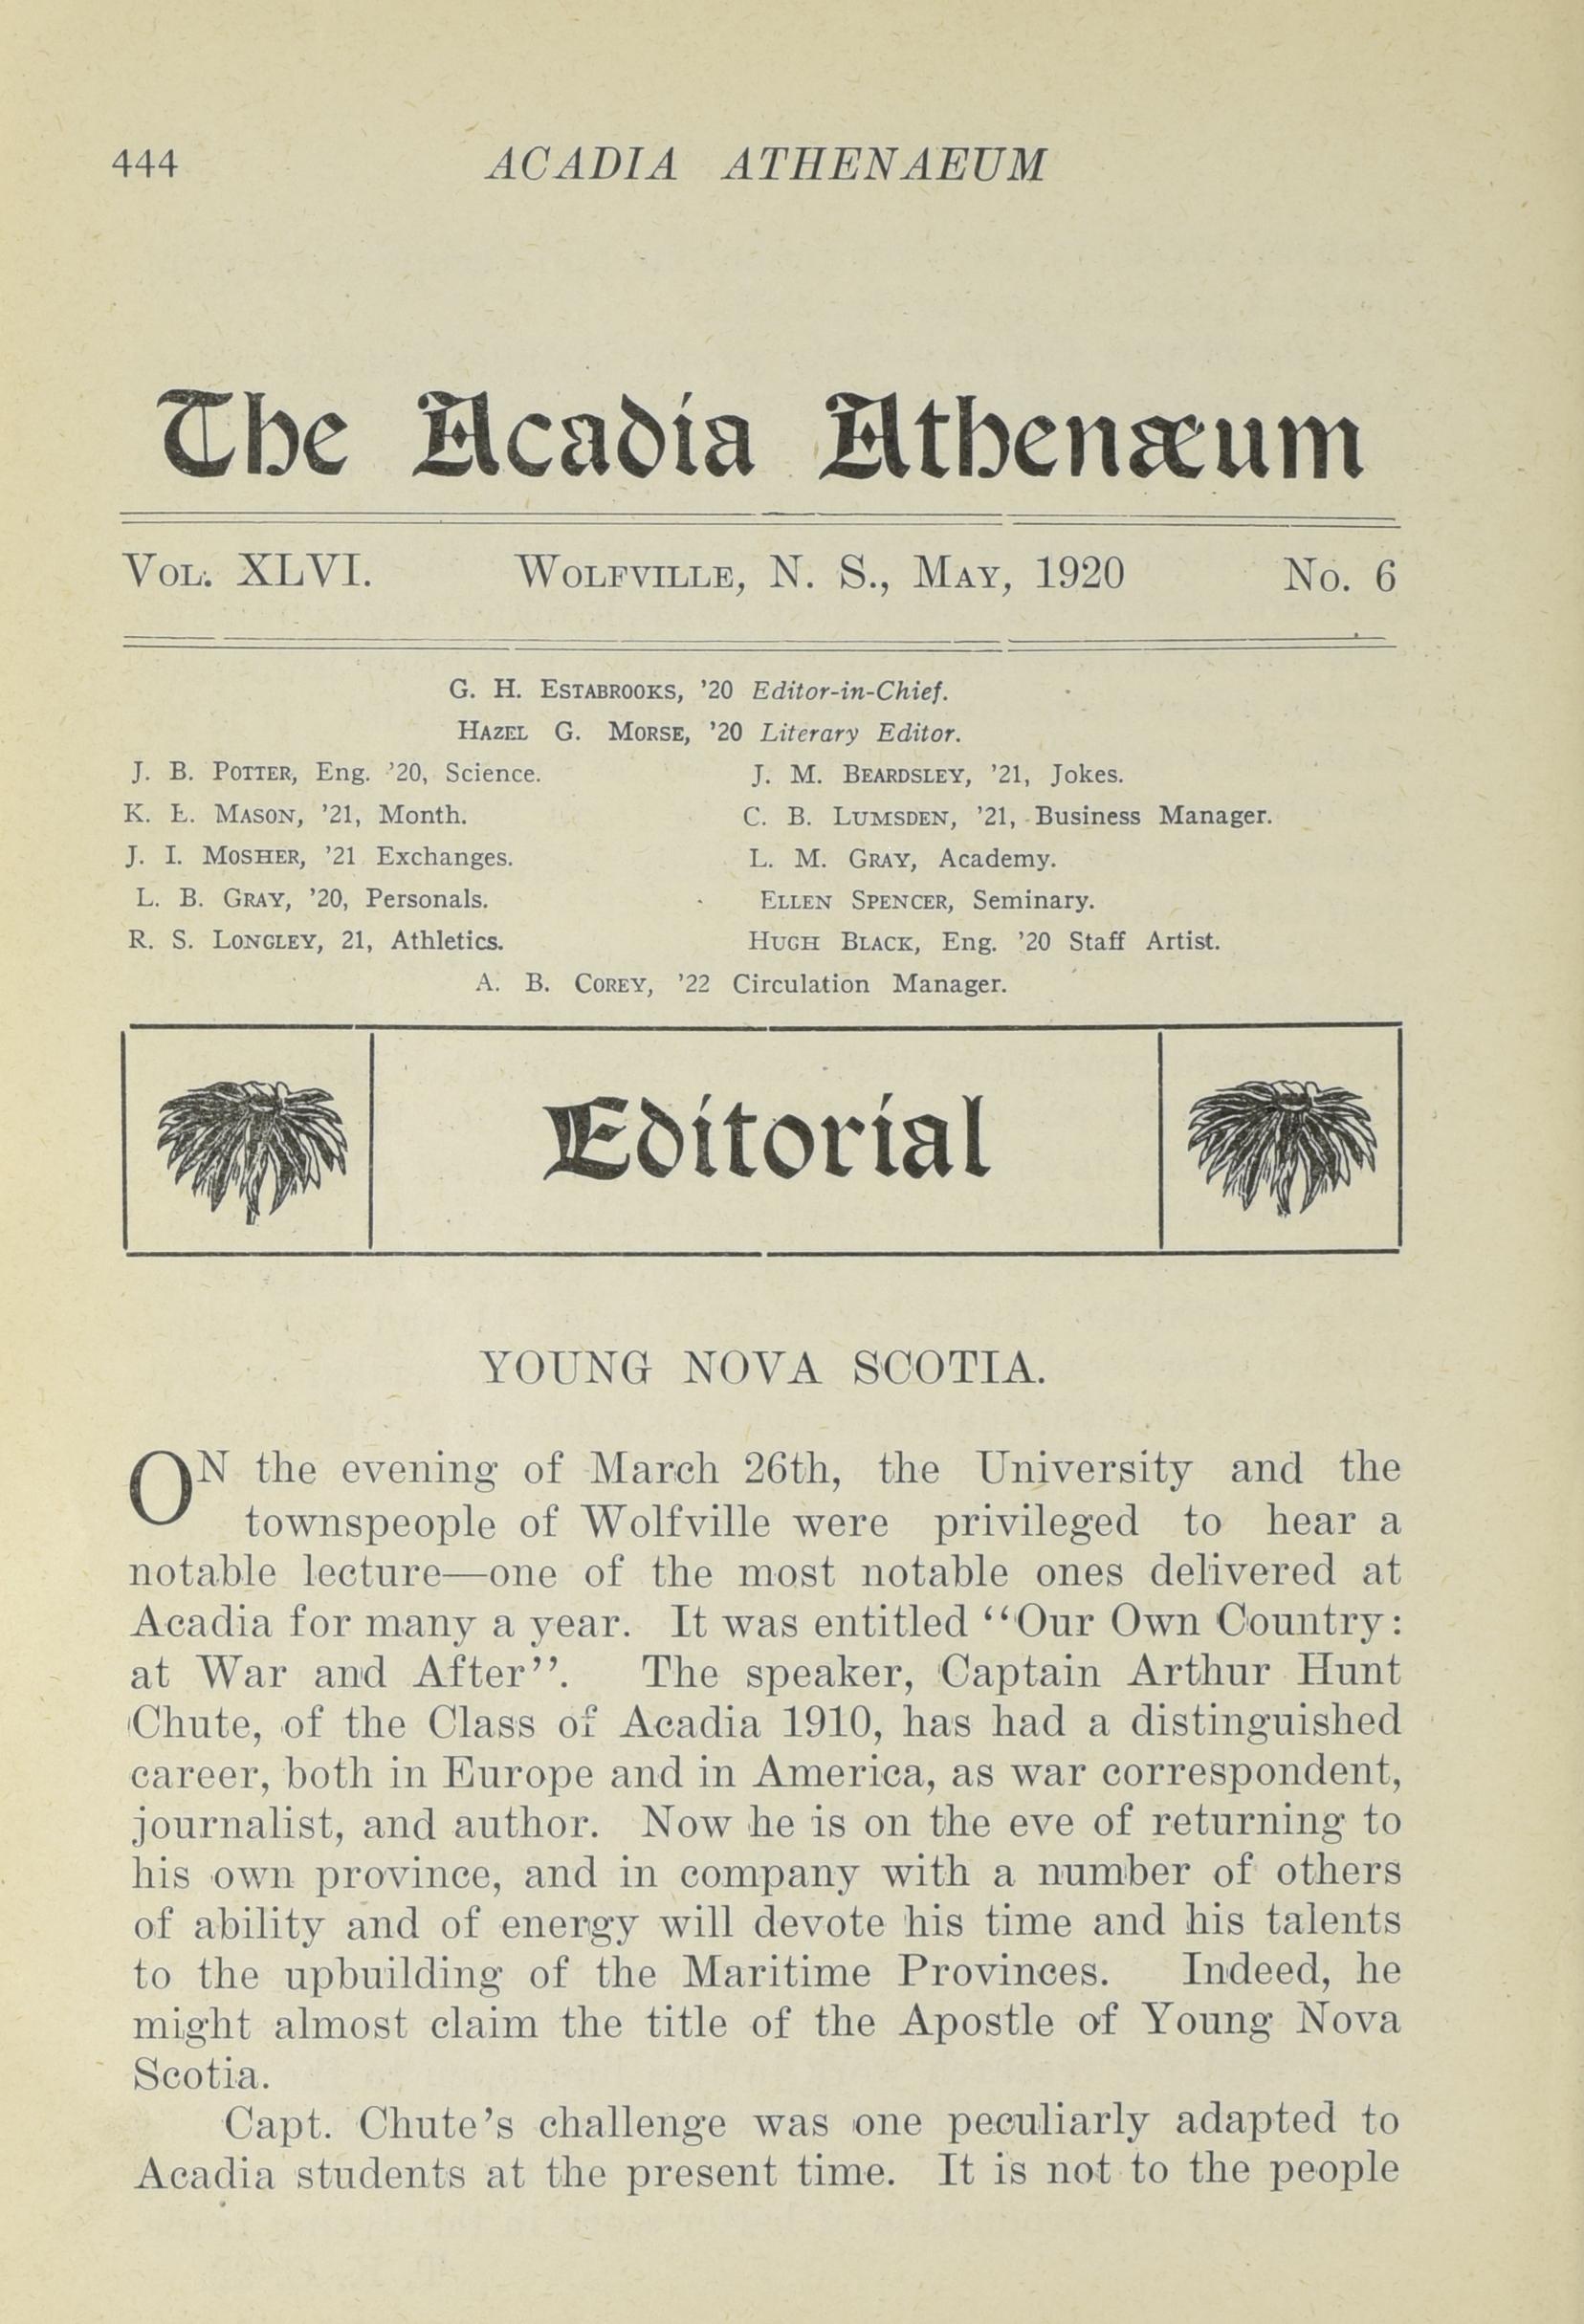 444 ACADIA ATHENAEUM
The Acadia Athenæum
VOL. XLVI. WOLFVILLE, N. S., MAY, 1920 No. 6
G. H. ESTABROOKS, '20 Editor-in-Chief.
HAZEL G. MORSE, '20 Literary Editor.
J. B. POTTER, Eng. '20, Science. J. M. BEARDSLEY, '21, Jokes.
K. E. MASON, '21, Month. C. B. LUMSDEN, '21, Business Manager.
J. I. MOSHER, '21 Exchanges. L. M. GRAY, Academy.
L. B. GRAY, '20, Personals. ELLEN SPENCER, Seminary.
R. S. LONGLEY, 21, Athletics. HUGH BLACK, Eng. '20 Staff Artist.
A. B. COREY, '22 Circulation Manager.
Editorial
YOUNG NOVA SCOTIA.
ON the evening of March 26th, the University and the
townspeople of Wolfville were privileged to hear a
notable lecture—one of the most notable ones delivered at
Acadia for many a year. It was entitled "Our Own Country:
at War and After". The speaker, Captain Arthur Hunt
Chute, of the Class of Acadia 1910, has had a distinguished
career, both in Europe and in America, as war correspondent,
journalist, and author. Now he is on the eve of returning to
his own province, and in company with a number of others
of ability and of energy will devote his time and his talents
to the upbuilding of the Maritime Provinces. Indeed, he
might almost claim the title of the Apostle of Young Nova
Scotia.
Capt. Chute's challenge was one peculiarly adapted to
Acadia students at the present time. It is not to the people